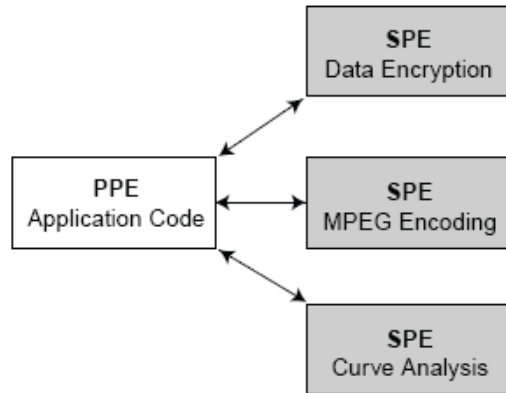 SPE
Data Encryption
PPE
Application Code
SPE
MPEG Encoding
SPE
Curve Analysis